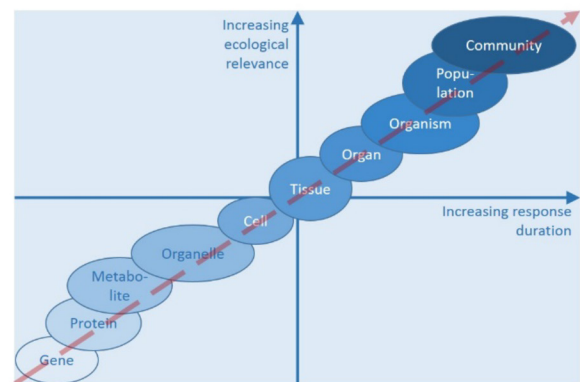 Increasing
ecological
relevance
Community
Popu-
lation
Organism
Organ
Tissue
Increasing response
duration
Cell
Organelle
Metabo-
lite
Protein
Gene